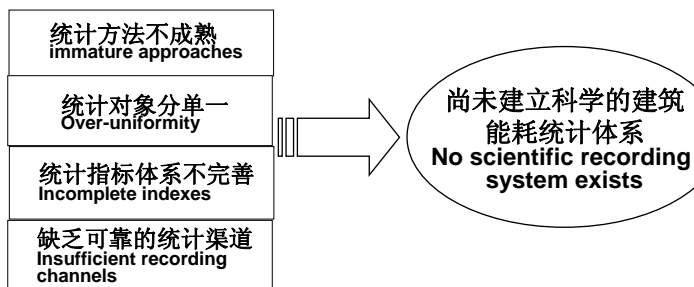 统计方法不成熟
immature approaches
统计对象分单一
Over-uniformity
统计指标体系不完善
Incomplete indexes
缺乏可靠的统计渠道
Insufficient recording
channels
尚未建立科学的建筑
能耗统计体系
No scientific recording
system exists